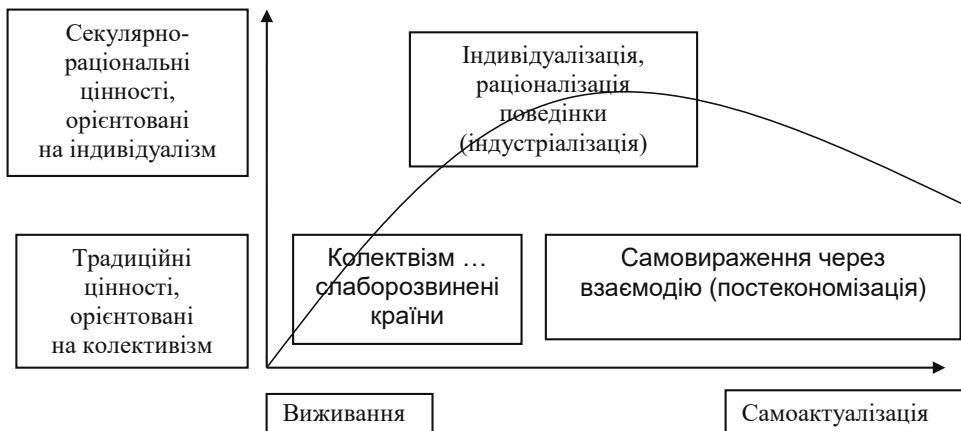 Секулярно-
раціональні
цінності,
орієнтовані
на індивідуалізм
Індивідуалізація,
раціоналізація
поведінки
(індустріалізація)
Традиційні
цінності,
орієнтовані
на колективізм
Колектвізм …
слаборозвинені
країни
Самовираження через
взаємодію (постекономізація)
Виживання
Самоактуалізація